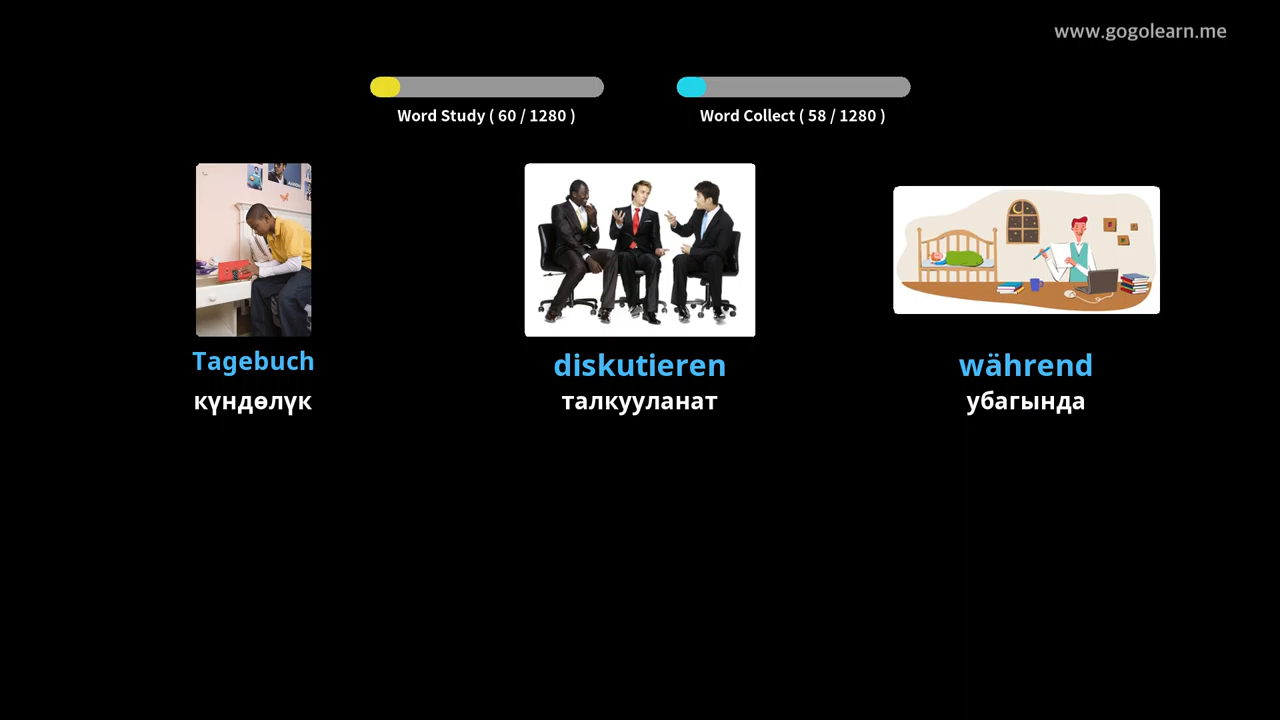 www.gogolearn.me
Word Study ( 60 / 1280 )
Word Collect ( 58 / 1280 )
Tagebuch
diskutieren
während
күндөлүк
талкууланат
убагында